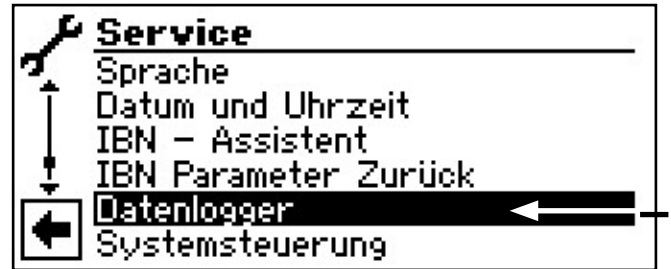 Service
Sprache
Datum und Uhrzeit
IBN - Assistent
IBN Parameter Zurück
Datenlogger
Systemsteuerung